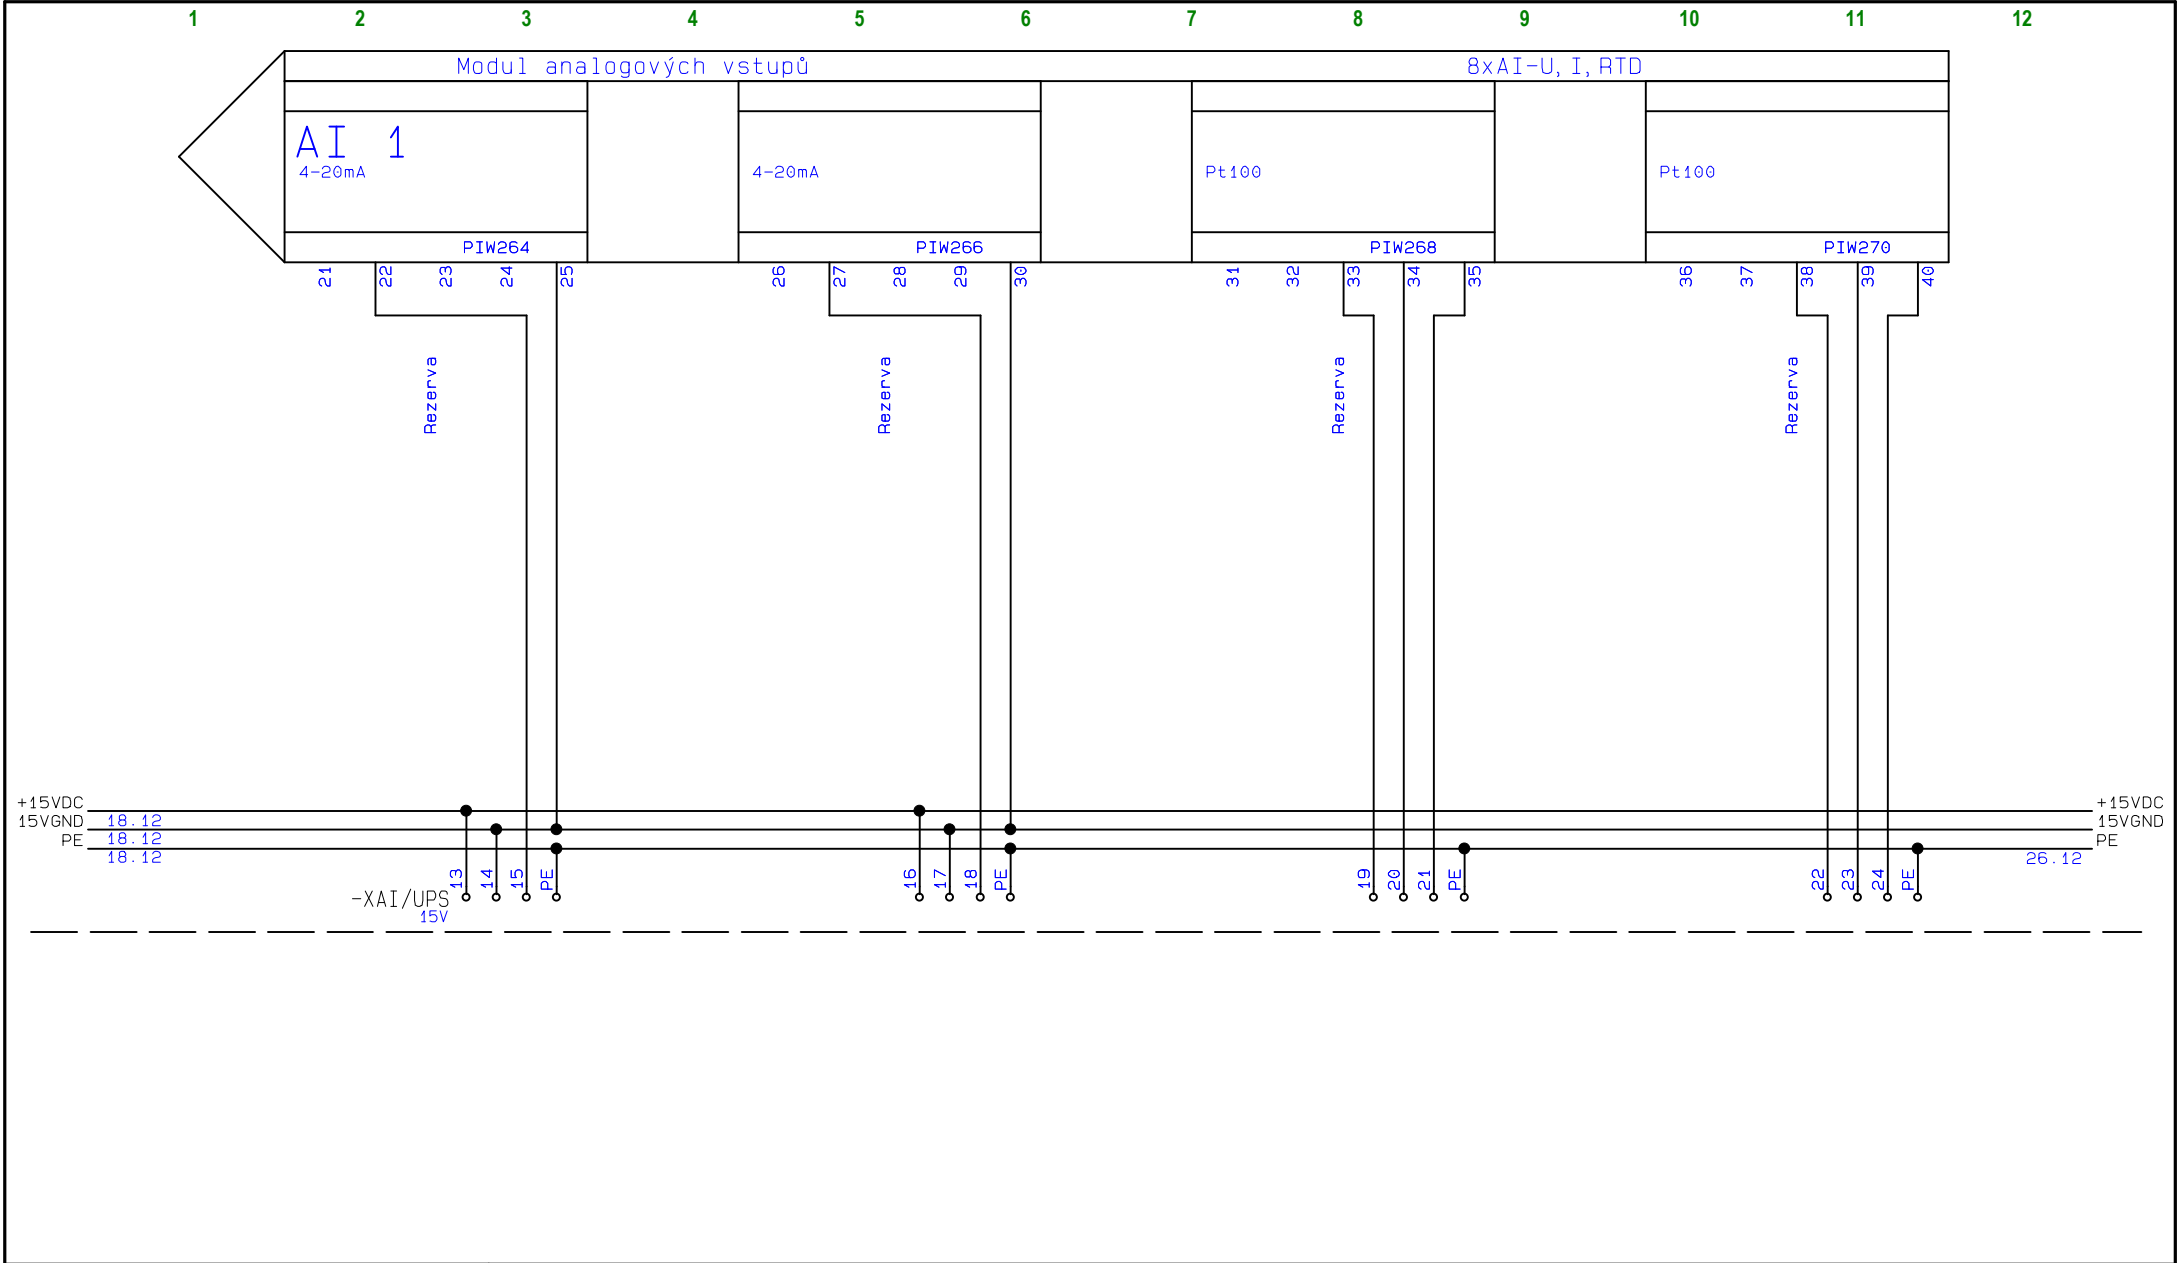 1 2 3 4 5 6 7 8 9 10 11 12
Modul analogových vstupů 8xAI-U, I, RTD
AI 1
4-20mA 4-20mA Pt100 Pt100
PIW264 PIW266 PIW268 PIW270
21 22 23 24 25 26 27 28 29 30 31 32 33 34 35 36 37 38 39 40
Rezerva Rezerva Rezerva Rezerva
+15VDC +15VDC
15VGND 18.12 15VGND
PE 18.12 PE
18.12 26.12
13 14 15 PE 16 17 18 PE 19 20 21 PE 22 23 24 PE
-XAI/UPS
15V